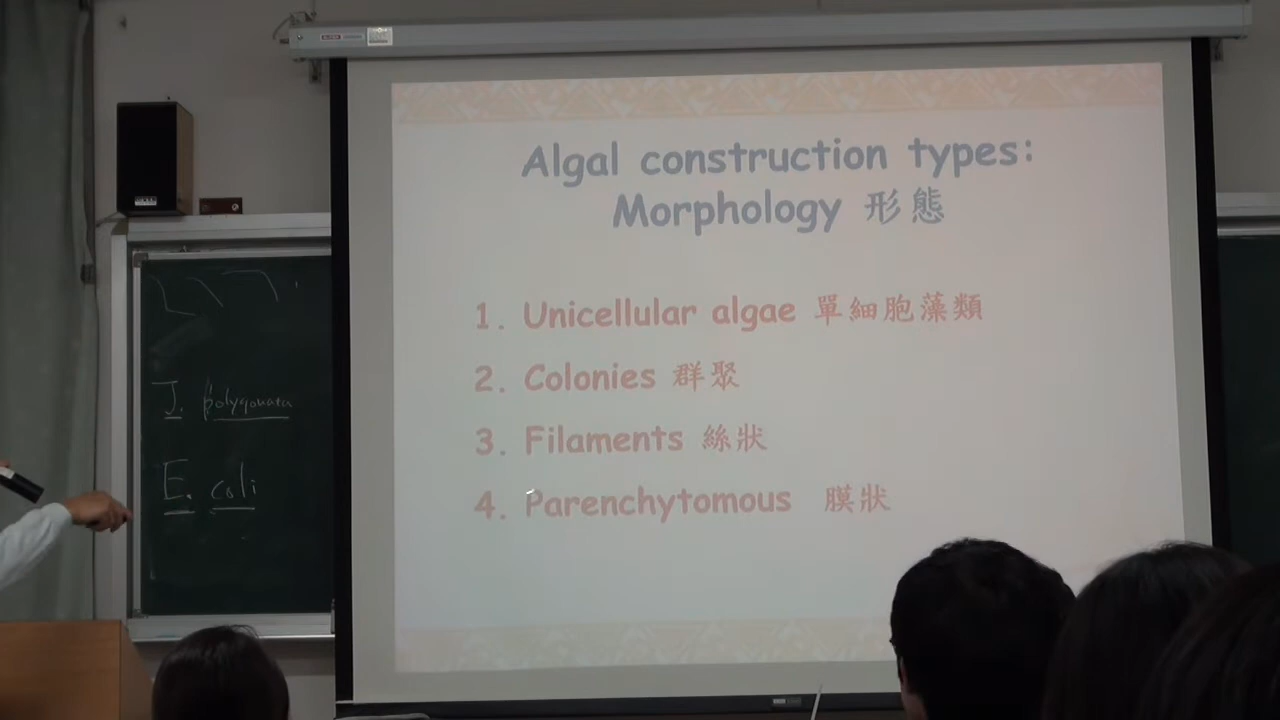 Algal construction types:
Morphology 形態
1. Unicellular algae 單細胞藻類
2. Colonies 群聚
3. Filaments 絲狀
4. Parenchytomous 膜狀
J. polygonata
E. coli